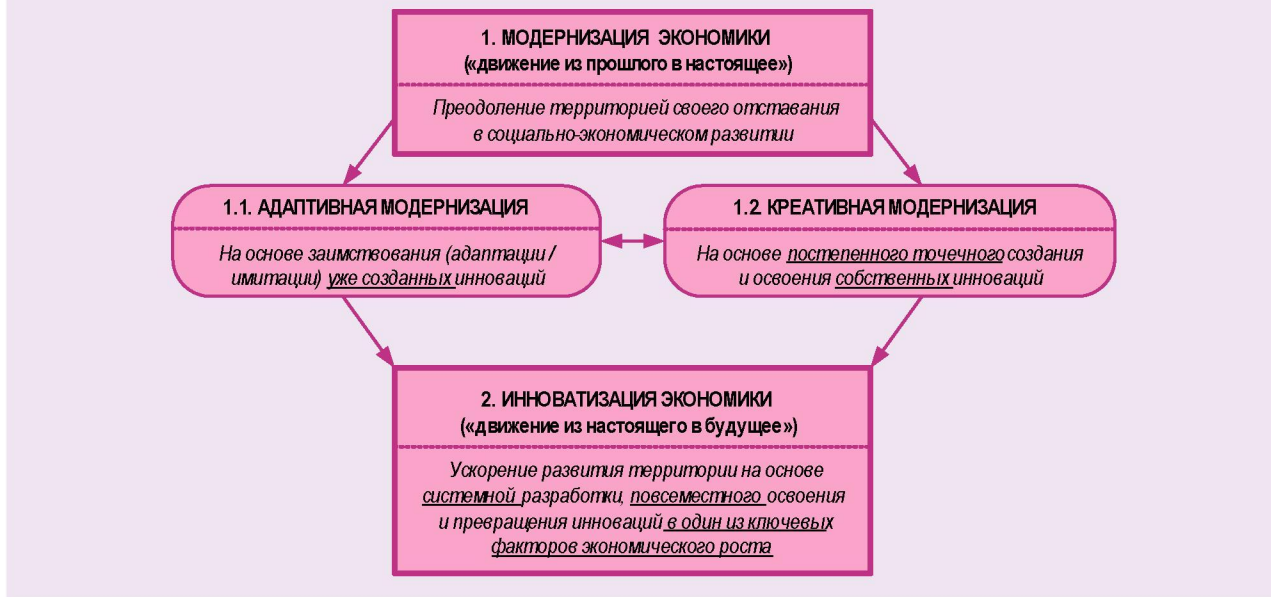 1. МОДЕРНИЗАЦИЯ ЭКОНОМИКИ
(«движение из прошлого в настоящее»)
Преодоление территорией своего отставания
в социально-экономическом развитии
1.1. АДАПТИВНАЯ МОДЕРНИЗАЦИЯ
На основе заимствования (адаптации /
имитации) уже созданных инноваций
1.2. КРЕАТИВНАЯ МОДЕРНИЗАЦИЯ
На основе постепенного точечного создания
и освоения собственных инноваций
2. ИННОВАТИЗАЦИЯ ЭКОНОМИКИ
(«движение из настоящего в будущее»)
Ускорение развития территории на основе
системной разработки, повсеместного освоения
и превращения инноваций в один из ключевых
факторов экономического роста